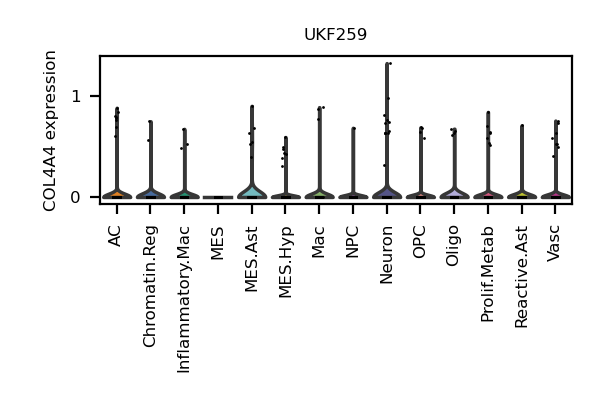 UKF259
COL4A4 expression
1
0
AC
Chromatin.Reg
Inflammatory.Mac
MES
MES.Ast
MES.Hyp
Mac
NPC
Neuron
OPC
Oligo
Prolif.Metab
Reactive.Ast
Vasc